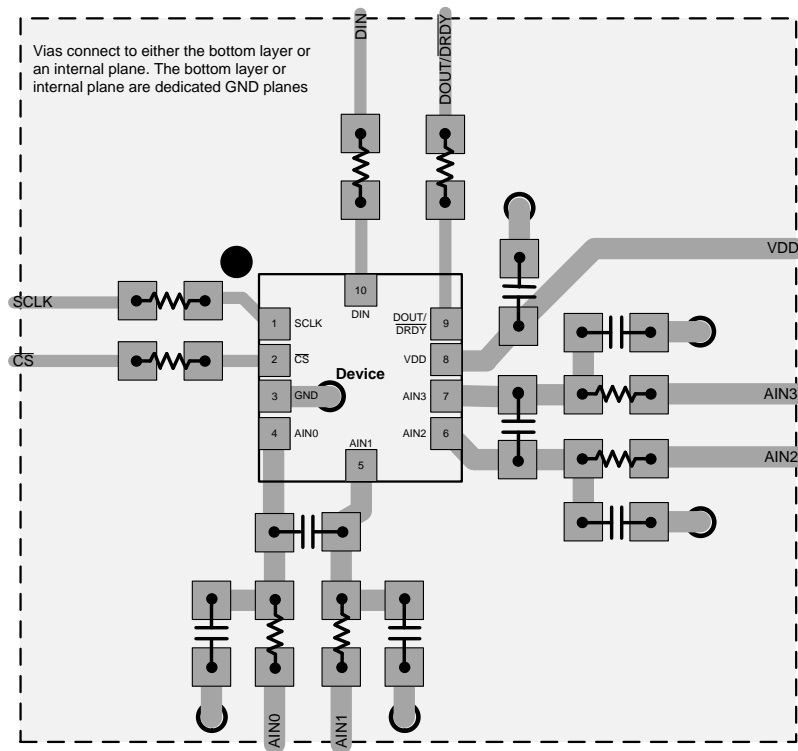 Vias connect to either the bottom layer or
an internal plane. The bottom layer or
internal plane are dedicated GND planes
DIN
DOUT/DRDY
VDD
SCLK
CS
10
DIN
1
SCLK
DOUT/
DRDY
9
2
CS
VDD
8
Device
3
GND
AIN3
7
AIN3
4
AIN0
AIN1
5
AIN2
6
AIN2
AIN0
AIN1